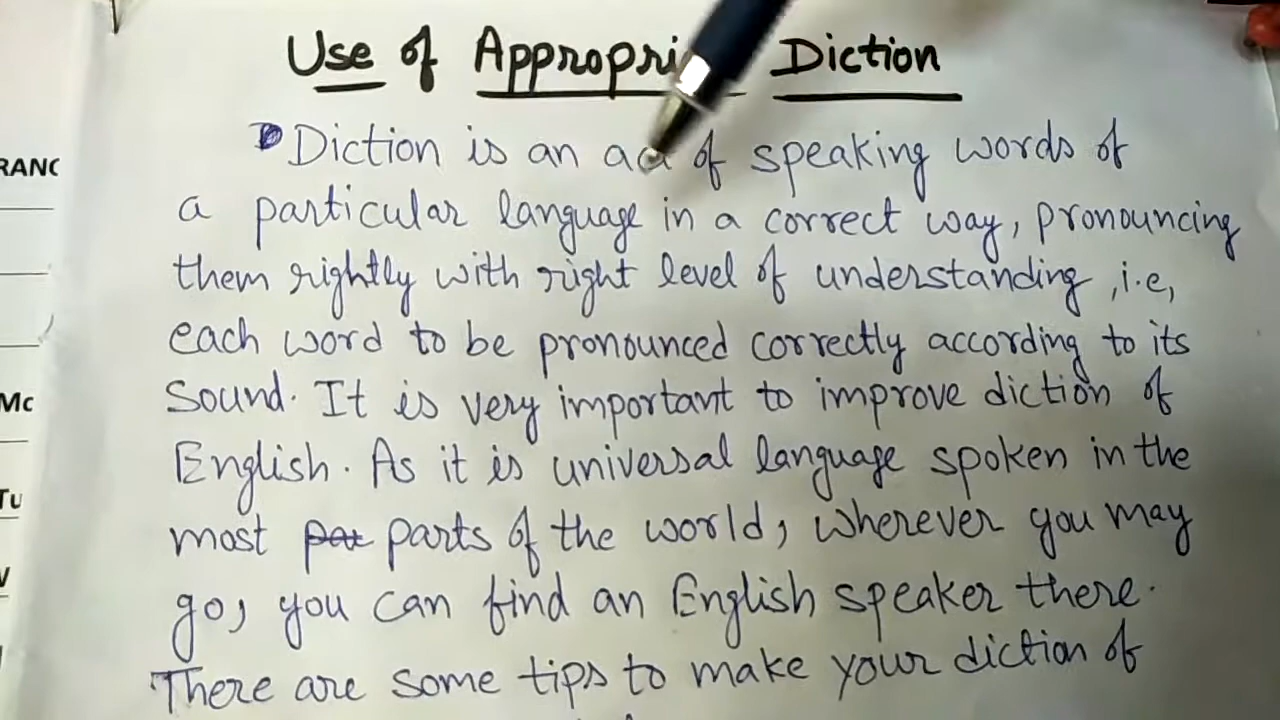 Use of Appropri Diction
Diction is an act of speaking words of
a particular language in a correct way, pronouncing
them rightly with right level of understanding, i.e,
each word to be pronounced correctly according to its
Sound. It is very important to improve diction of
English. As it is universal language spoken in the
most parts of the world, wherever you may
go, you can find an English speaker there.
There are some tips to make your diction of
RANC
Mc
Tu